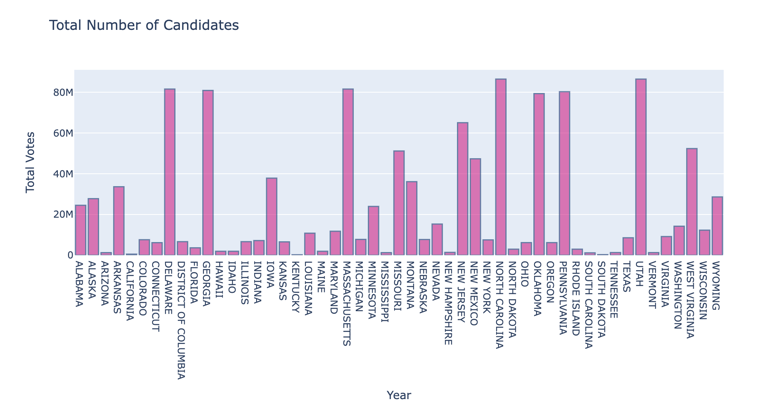 Total Number of Candidates
Total Votes
80M
60M
40M
20M
0
ALABAMA
ALASKA
ARIZONA
ARKANSAS
CALIFORNIA
COLORADO
CONNECTICUT
DELAWARE
DISTRICT OF COLUMBIA
FLORIDA
GEORGIA
HAWAII
IDAHO
ILLINOIS
INDIANA
IOWA
KANSAS
KENTUCKY
LOUISIANA
MAINE
MARYLAND
MASSACHUSETTS
MICHIGAN
MINNESOTA
MISSISSIPPI
MISSOURI
MONTANA
NEBRASKA
NEVADA
NEW HAMPSHIRE
NEW JERSEY
NEW MEXICO
NEW YORK
NORTH CAROLINA
NORTH DAKOTA
OHIO
OKLAHOMA
OREGON
PENNSYLVANIA
RHODE ISLAND
SOUTH CAROLINA
SOUTH DAKOTA
TENNESSEE
TEXAS
UTAH
VERMONT
VIRGINIA
WASHINGTON
WEST VIRGINIA
WISCONSIN
WYOMING
Year